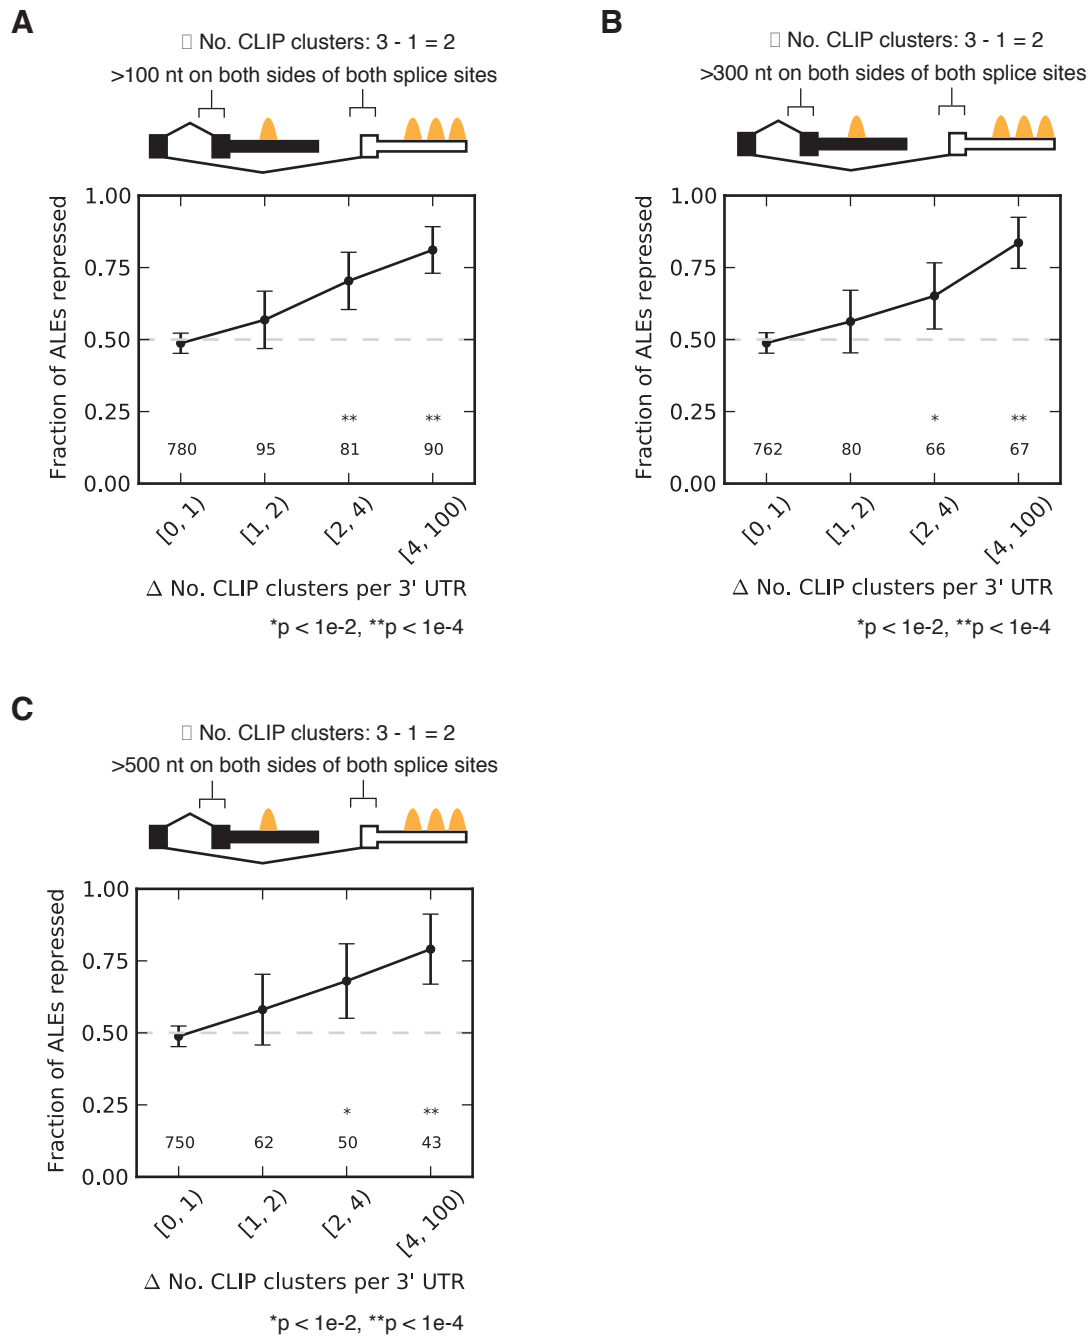 A
▯ No. CLIP clusters: 3 - 1 = 2
>100 nt on both sides of both splice sites
Fraction of ALEs repressed
1.00
0.75
0.50
0.25
0.00
** **
780 95 81 90
[0, 1) [1, 2) [2, 4) [4, 100)
Δ No. CLIP clusters per 3' UTR
*p < 1e-2, **p < 1e-4
B
▯ No. CLIP clusters: 3 - 1 = 2
>300 nt on both sides of both splice sites
Fraction of ALEs repressed
1.00
0.75
0.50
0.25
0.00
* **
762 80 66 67
[0, 1) [1, 2) [2, 4) [4, 100)
Δ No. CLIP clusters per 3' UTR
*p < 1e-2, **p < 1e-4
C
▯ No. CLIP clusters: 3 - 1 = 2
>500 nt on both sides of both splice sites
Fraction of ALEs repressed
1.00
0.75
0.50
0.25
0.00
* **
750 62 50 43
[0, 1) [1, 2) [2, 4) [4, 100)
Δ No. CLIP clusters per 3' UTR
*p < 1e-2, **p < 1e-4